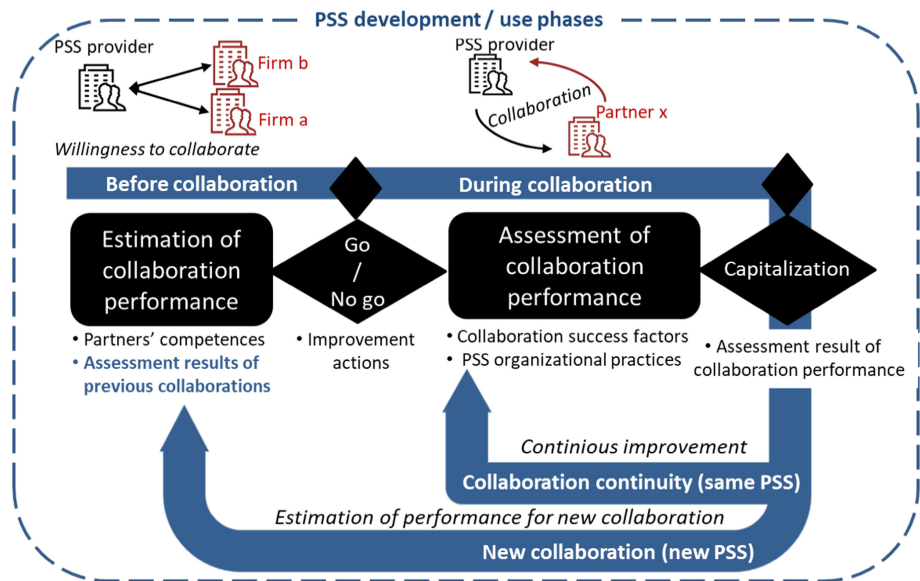 PSS development / use phases
PSS provider
Firm b
Firm a
Willingness to collaborate
PSS provider
Collaboration
Partner x
Before collaboration
During collaboration
Estimation of
collaboration
performance
Go
/
No go
Assessment of
collaboration
performance
Capitalization
• Partners’ competences
• Assessment results of
previous collaborations
• Improvement
actions
• Collaboration success factors
• PSS organizational practices
• Assessment result of
collaboration performance
Continious improvement
Collaboration continuity (same PSS)
Estimation of performance for new collaboration
New collaboration (new PSS)